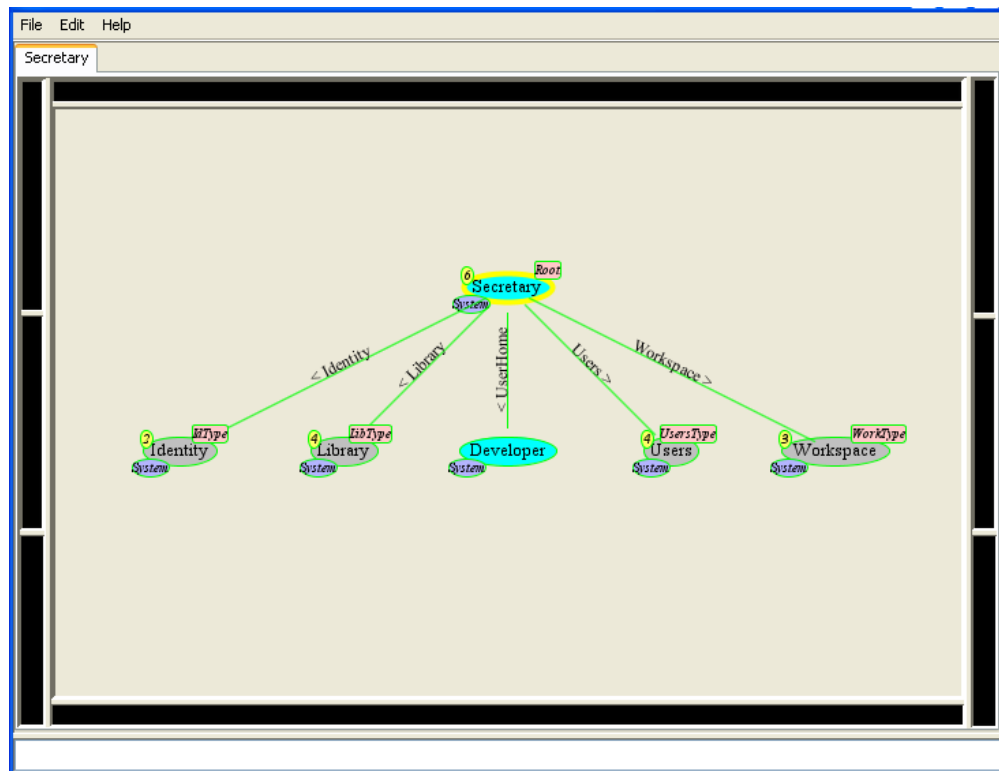 File Edit Help
Secretary
6 Root
Secretary
System
< Identity
< Library
< UserHome
Users >
Workspace >
2 IdType
Identity
System
4 LibType
Library
System
Developer
System
4 UsersType
Users
System
3 WorkType
Workspace
System